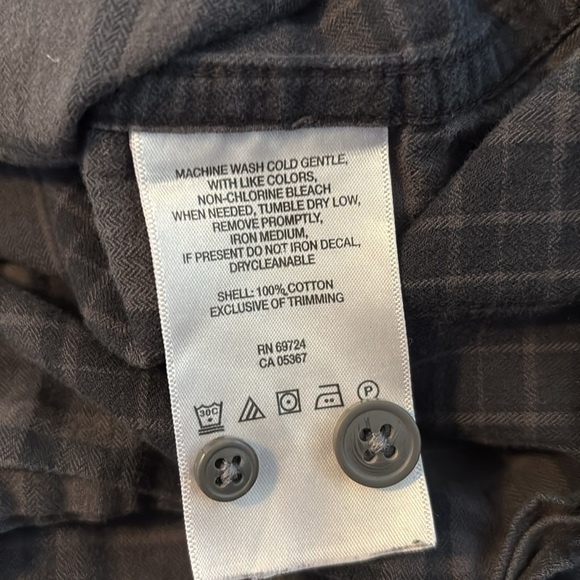 MACHINE WASH COLD GENTLE,
WITH LIKE COLORS,
NON-CHLORINE BLEACH
WHEN NEEDED, TUMBLE DRY LOW,
REMOVE PROMPTLY,
IRON MEDIUM,
IF PRESENT DO NOT IRON DECAL,
DRYCLEANABLE
SHELL: 100% COTTON
EXCLUSIVE OF TRIMMING
RN 69724
CA 05367
30C P